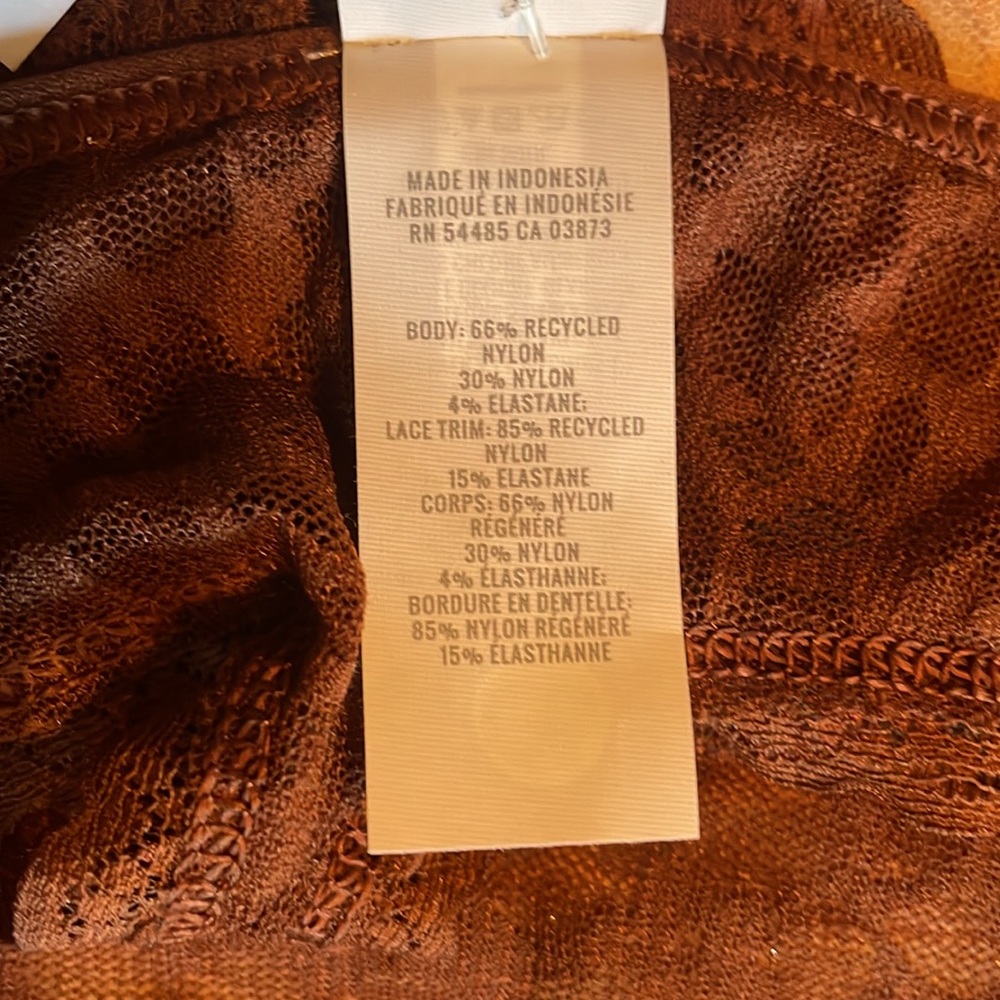 MADE IN INDONESIA
FABRIQUÉ EN INDONÉSIE
RN 54485 CA 03873
BODY: 66% RECYCLED
NYLON
30% NYLON
4% ELASTANE;
LACE TRIM: 85% RECYCLED
NYLON
15% ELASTANE
CORPS: 66% NYLON
RÉGÉNÉRÉ
30% NYLON
4% ÉLASTHANNE;
BORDURE EN DENTELLE:
85% NYLON RÉGÉNÉRÉ
15% ÉLASTHANNE